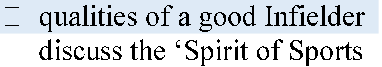 qualities of a good Infielder
discuss the ‘Spirit of Sports